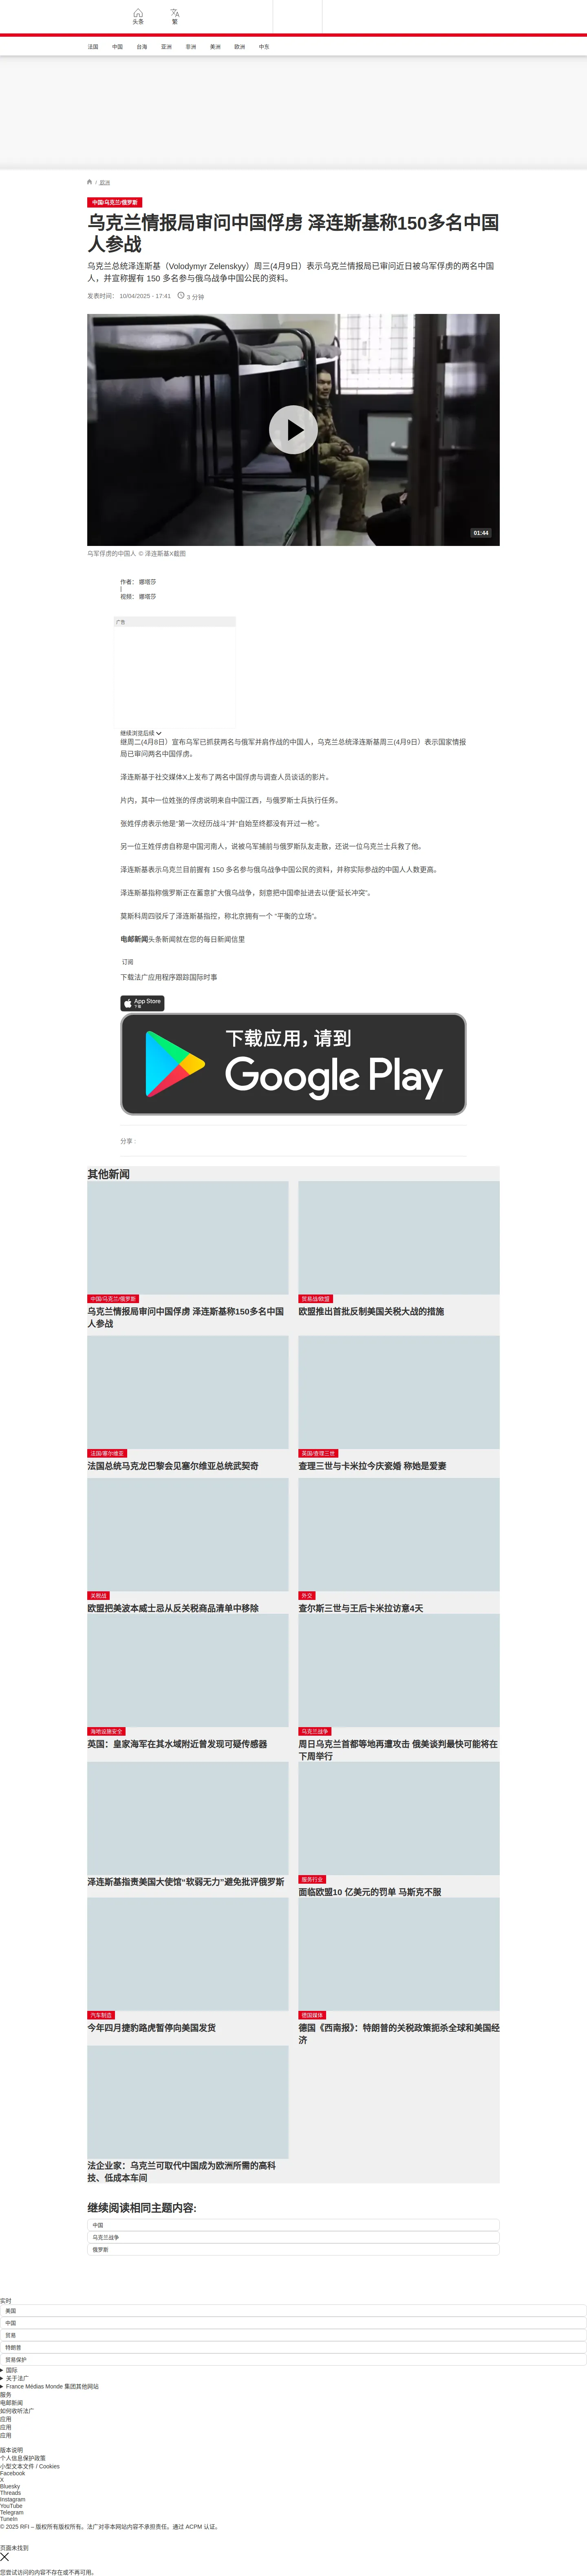 头条
繁
法国 中国 台海 亚洲 非洲 美洲 欧洲 中东
/ 欧洲
中国/乌克兰/俄罗斯
乌克兰情报局审问中国俘虏 泽连斯基称150多名中国
人参战
乌克兰总统泽连斯基（Volodymyr Zelenskyy）周三(4月9日）表示乌克兰情报局已审问近日被乌军俘虏的两名中国
人，并宣称握有 150 多名参与俄乌战争中国公民的资料。
发表时间： 10/04/2025 - 17:41 3 分钟
01:44
乌军俘虏的中国人 © 泽连斯基X截图
作者： 娜塔莎
|
视频： 娜塔莎
广告
继续浏览后续
继周二(4月8日）宣布乌军已抓获两名与俄军并肩作战的中国人，乌克兰总统泽连斯基周三(4月9日）表示国家情报
局已审问两名中国俘虏。
泽连斯基于社交媒体X上发布了两名中国俘虏与调查人员谈话的影片。
片内，其中一位姓张的俘虏说明来自中国江西，与俄罗斯士兵执行任务。
张姓俘虏表示他是“第一次经历战斗”并“自始至终都没有开过一枪”。
另一位王姓俘虏自称是中国河南人，说被乌军捕前与俄罗斯队友走散，还说一位乌克兰士兵救了他。
泽连斯基表示乌克兰目前握有 150 多名参与俄乌战争中国公民的资料，并称实际参战的中国人人数更高。
泽连斯基指称俄罗斯正在蓄意扩大俄乌战争，刻意把中国牵扯进去以便“延长冲突”。
莫斯科周四驳斥了泽连斯基指控，称北京拥有一个 “平衡的立场”。
电邮新闻头条新闻就在您的每日新闻信里
订阅
下载法广应用程序跟踪国际时事
App Store
下载
下载应用，请到
Google Play
分享 :
其他新闻
中国/乌克兰/俄罗斯
乌克兰情报局审问中国俘虏 泽连斯基称150多名中国
人参战
贸易战/欧盟
欧盟推出首批反制美国关税大战的措施
法国/塞尔维亚
法国总统马克龙巴黎会见塞尔维亚总统武契奇
英国/查理三世
查理三世与卡米拉今庆瓷婚 称她是爱妻
关税战
欧盟把美波本威士忌从反关税商品清单中移除
外交
查尔斯三世与王后卡米拉访意4天
海底设施安全
英国：皇家海军在其水域附近曾发现可疑传感器
乌克兰战争
周日乌克兰首都等地再遭攻击 俄美谈判最快可能将在
下周举行
泽连斯基指责美国大使馆“软弱无力”避免批评俄罗斯
服务行业
面临欧盟10 亿美元的罚单 马斯克不服
汽车制造
今年四月捷豹路虎暂停向美国发货
德国媒体
德国《西南报》：特朗普的关税政策扼杀全球和美国经
济
法企业家：乌克兰可取代中国成为欧洲所需的高科
技、低成本车间
继续阅读相同主题内容:
中国
乌克兰战争
俄罗斯
实时
美国
中国
贸易
特朗普
贸易保护
国际
关于法广
France Médias Monde 集团其他网站
服务
电邮新闻
如何收听法广
应用
应用
应用
版本说明
个人信息保护政策
小型文本文件 / Cookies
Facebook
X
Bluesky
Threads
Instagram
YouTube
Telegram
TuneIn
© 2025 RFI – 版权所有版权所有。法广对非本网站内容不承担责任。通过 ACPM 认证。
页面未找到
您尝试访问的内容不存在或不再可用。